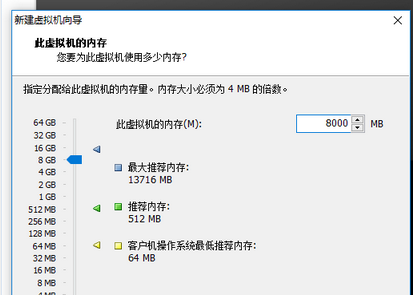 新建虚拟机向导
此虚拟机的内存
您要为此虚拟机使用多少内存?
指定分配给此虚拟机的内存量。内存大小必须为 4 MB 的倍数。
64 GB
此虚拟机的内存(M): 8000 MB
32 GB
16 GB
8 GB
最大推荐内存:
4 GB
13716 MB
2 GB
1 GB
512 MB
推荐内存:
256 MB
512 MB
128 MB
64 MB
客户机操作系统最低推荐内存:
32 MB
64 MB
16 MB
8 MB
4 MB